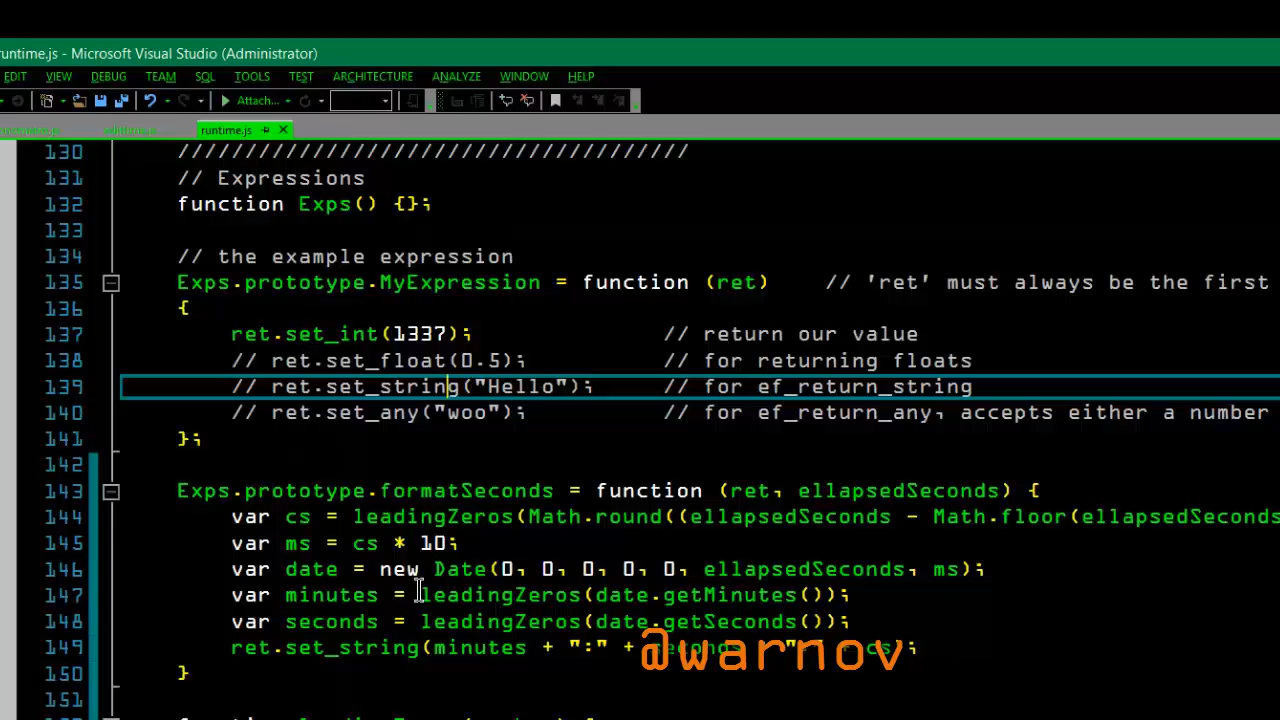 runtime.js - Microsoft Visual Studio (Administrator)
EDIT VIEW DEBUG TEAM SQL TOOLS TEST ARCHITECTURE ANALYZE WINDOW HELP
Attach...
runtime.js
130 //////////////////////////////////////
131 // Expressions
132 function Exps() {};
133
134 // the example expression
135 Exps.prototype.MyExpression = function (ret) // 'ret' must always be the first
136 {
137 ret.set_int(1337); // return our value
138 // ret.set_float(0.5); // for returning floats
139 // ret.set_string("Hello"); // for ef_return_string
140 // ret.set_any("woo"); // for ef_return_any, accepts either a number
141 };
142
143 Exps.prototype.formatSeconds = function (ret, ellapsedSeconds) {
144 var cs = leadingZeros(Math.round((ellapsedSeconds - Math.floor(ellapsedSeconds
145 var ms = cs * 10;
146 var date = new Date(0, 0, 0, 0, 0, ellapsedSeconds, ms);
147 var minutes = leadingZeros(date.getMinutes());
148 var seconds = leadingZeros(date.getSeconds());
149 ret.set_string(minutes + ":" +
@warnov
150 }
151